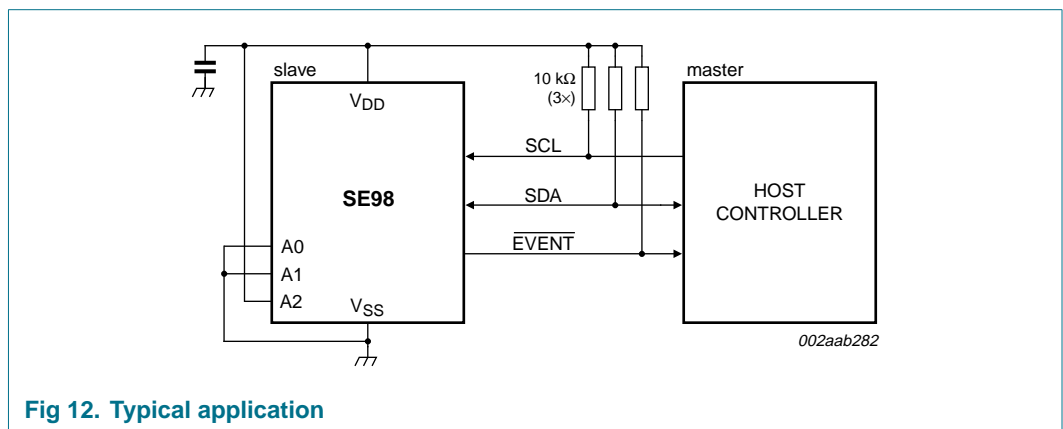 slave
master
10 kΩ
(3×)
VDD
SCL
SE98
SDA
HOST
CONTROLLER
EVENT
A0
A1
A2
VSS
002aab282
Fig 12. Typical application